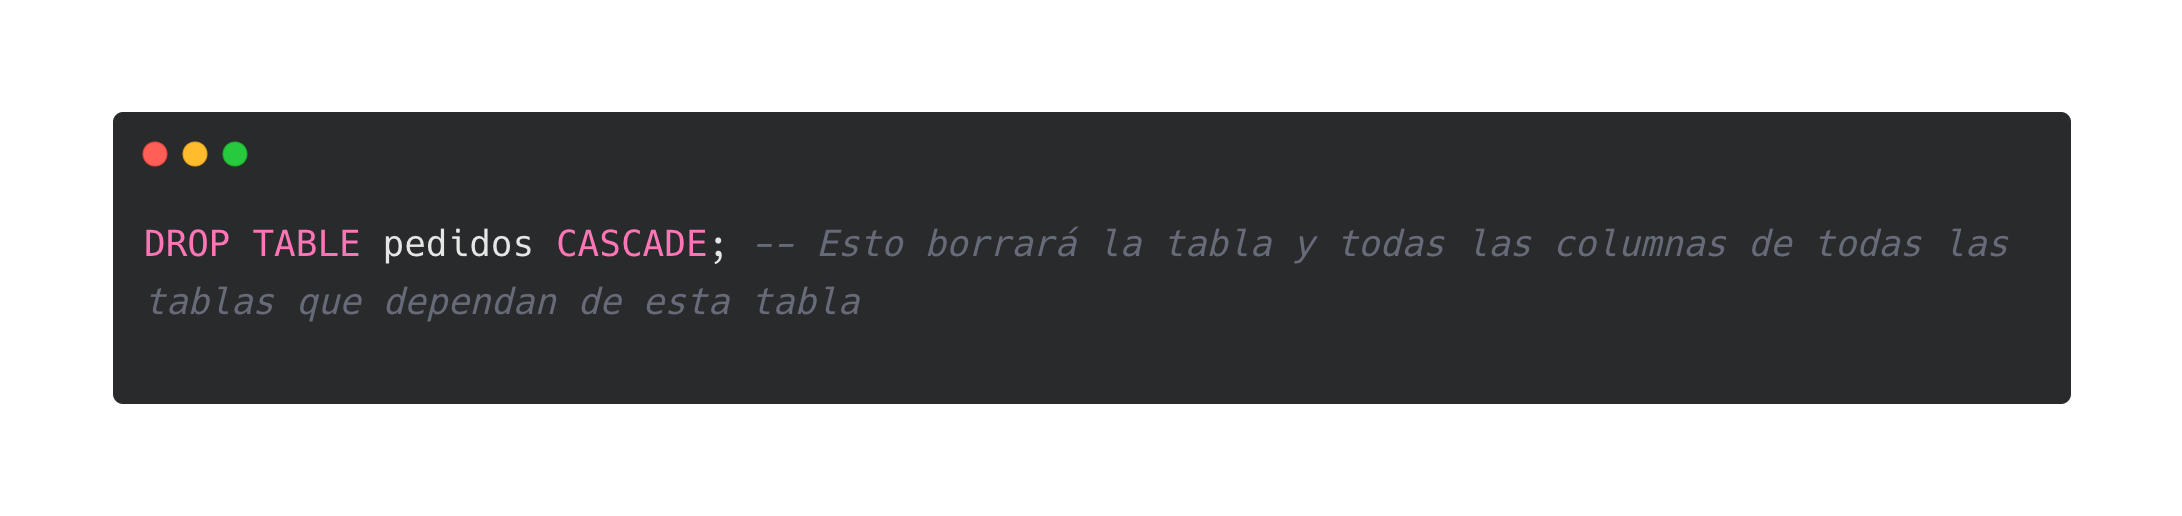 DROP TABLE pedidos CASCADE; -- Esto borrará la tabla y todas las columnas de todas las
tablas que dependan de esta tabla